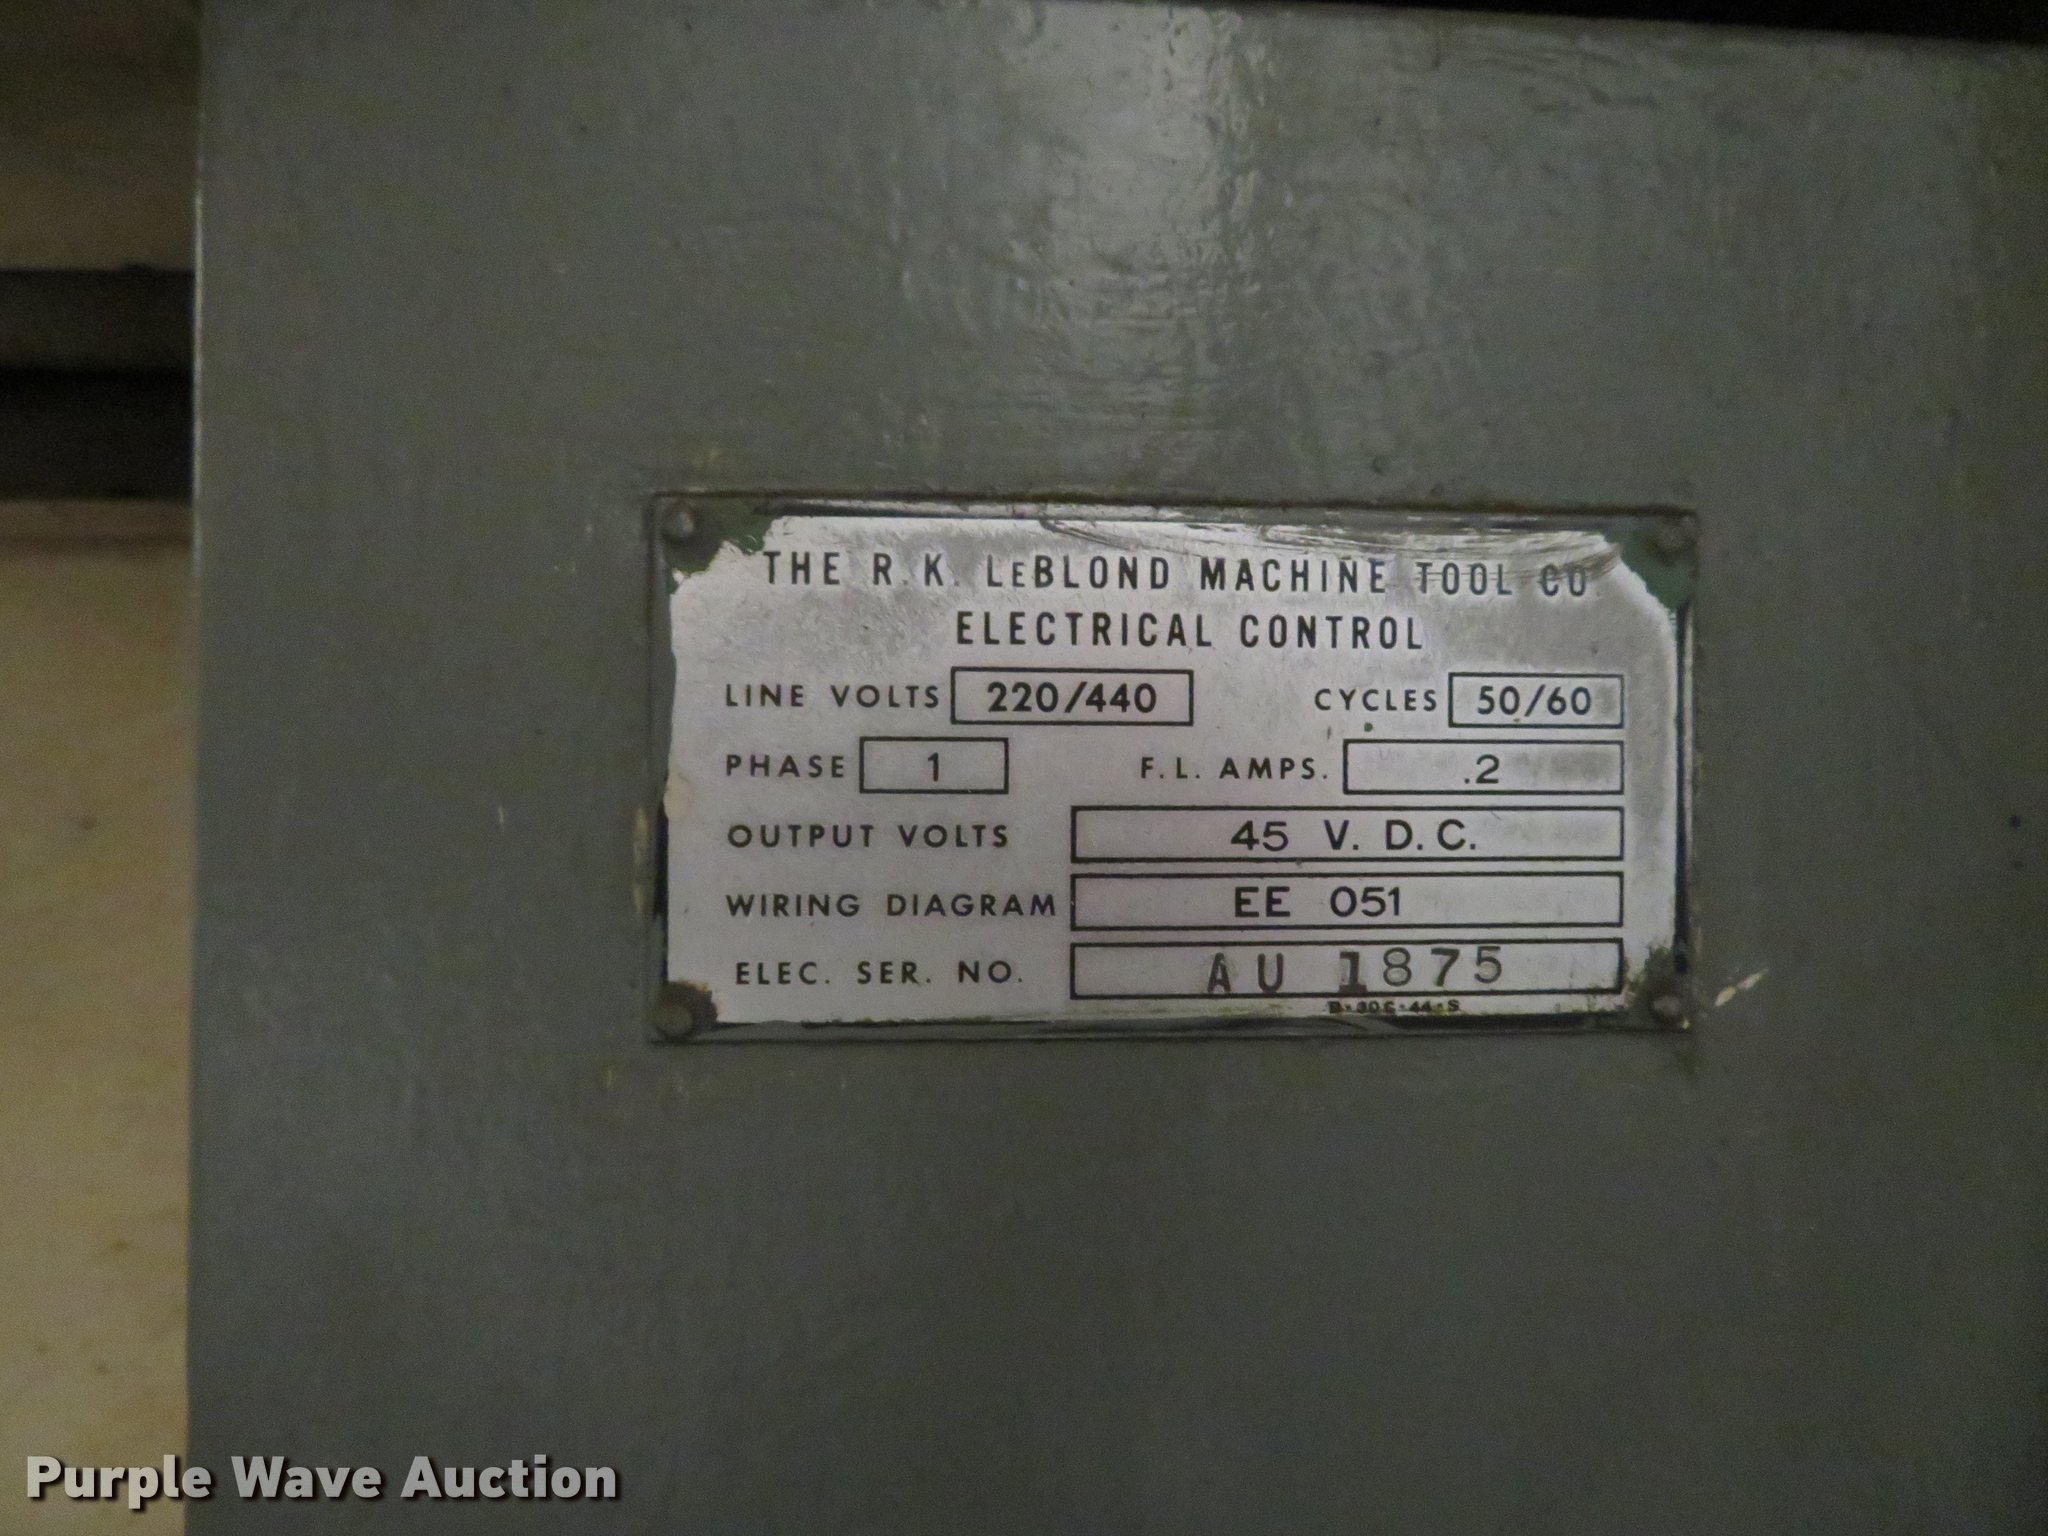 THE R.K. LEBLOND MACHINE TOOL CO.
ELECTRICAL CONTROL
LINE VOLTS 220/440 CYCLES 50/60
PHASE 1 F.L. AMPS. .2
OUTPUT VOLTS 45 V. D.C.
WIRING DIAGRAM EE 051
ELEC. SER. NO. AU 1875
Purple Wave Auction